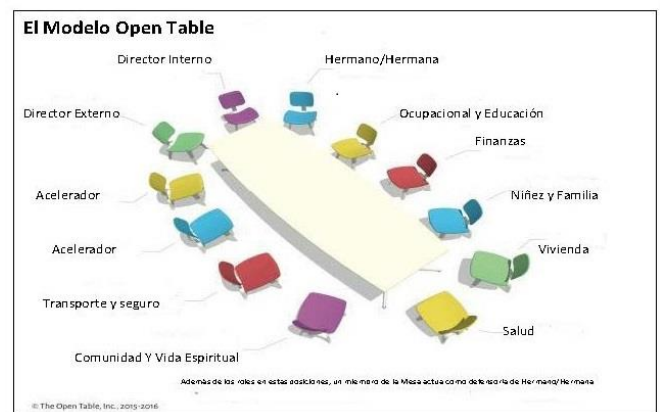 El Modelo Open Table
Director Interno
Hermano/Hermana
Director Externo
Ocupacional y Educación
Finanzas
Acelerador
Niñez y Familia
Acelerador
Vivienda
Transporte y seguro
Salud
Comunidad Y Vida Espiritual
Además de los roles en estas posiciones, un miembro de la Mesa actua como defensor/a de Hermano/Hermana
© The Open Table, Inc., 2015-2016